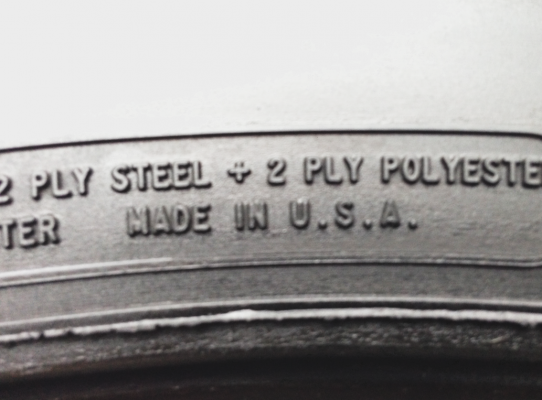 2 PLY STEEL + 2 PLY POLYESTE
TER MADE IN U.S.A.